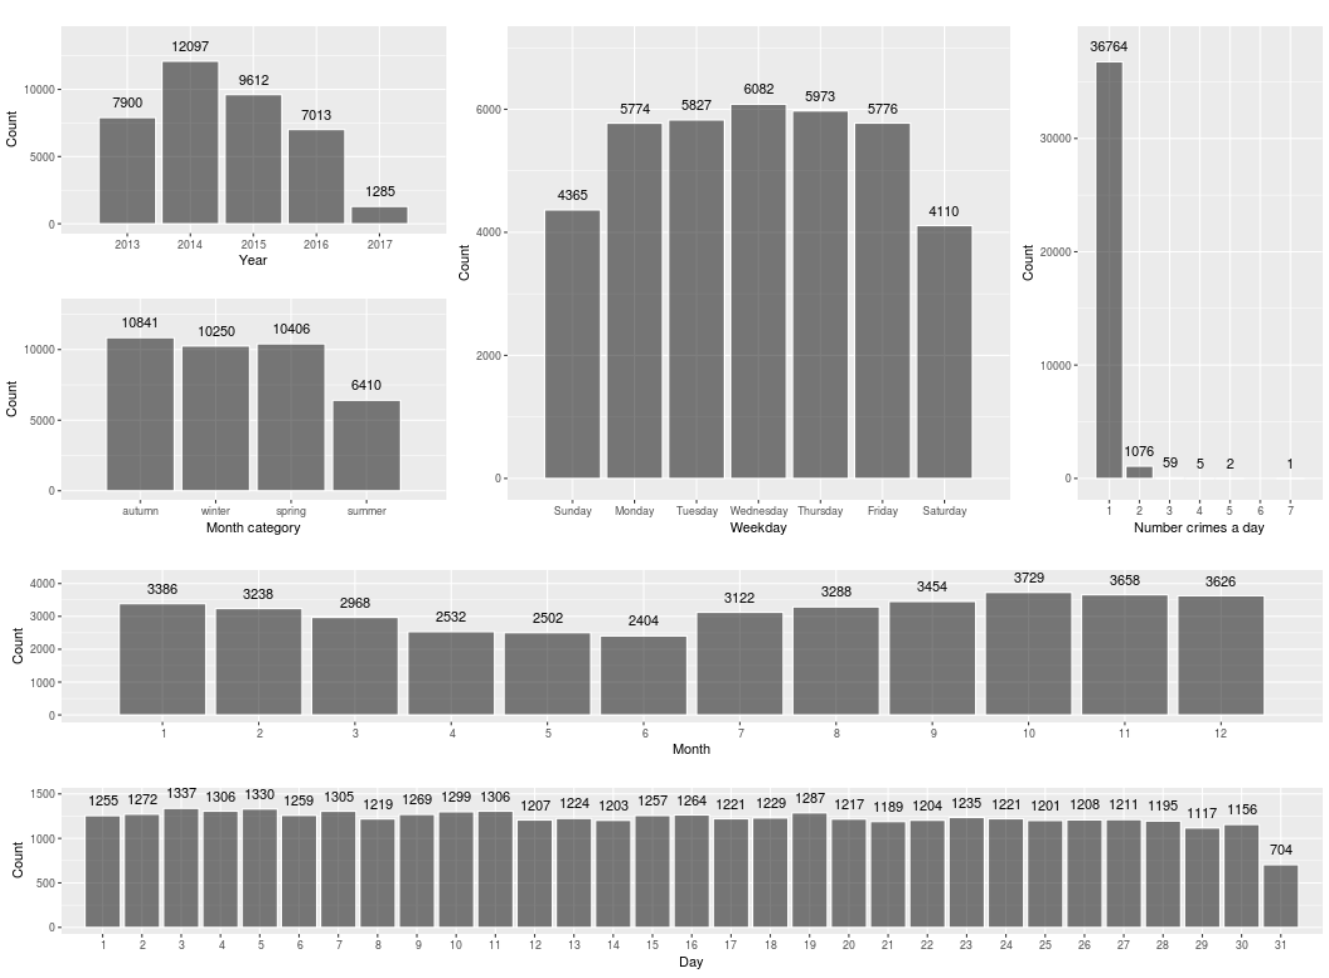 12097
9612
7900
7013
1285
Count
10000
5000
0
2013 2014 2015 2016 2017
Year
10841 10250 10406 6410
Count
10000
5000
0
autumn winter spring summer
Month category
6082
5973
5827
5774 5776
4365 4110
Count
6000
4000
2000
0
Sunday Monday Tuesday Wednesday Thursday Friday Saturday
Weekday
36764
1076 59 5 2 1
Count
30000
20000
10000
0
1 2 3 4 5 6 7
Number crimes a day
3386 3238 2968 2532 2502 2404 3122 3288 3454 3729 3658 3626
Count
4000
3000
2000
1000
0
1 2 3 4 5 6 7 8 9 10 11 12
Month
1255 1272 1337 1306 1330 1259 1305 1219 1269 1299 1306 1207 1224 1203 1257 1264 1221 1229 1287 1217 1189 1204 1235 1221 1201 1208 1211 1195 1117 1156 704
Count
1500
1000
500
0
1 2 3 4 5 6 7 8 9 10 11 12 13 14 15 16 17 18 19 20 21 22 23 24 25 26 27 28 29 30 31
Day